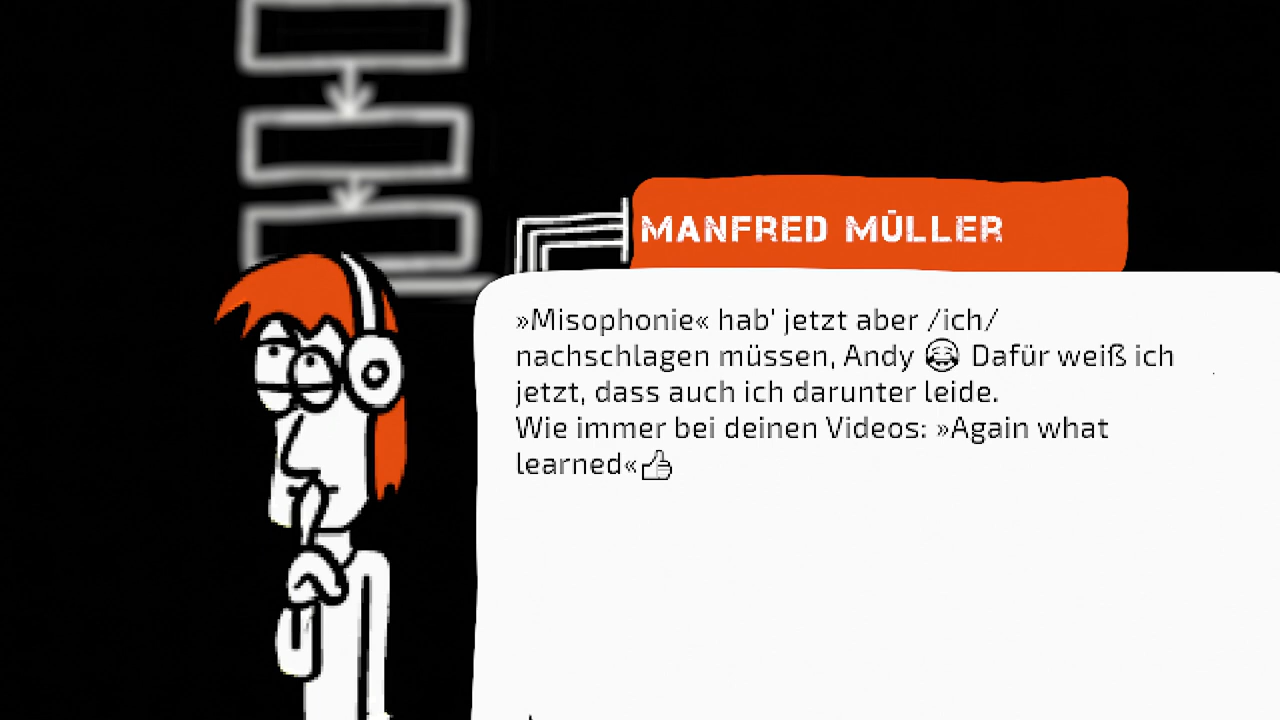 MANFRED MÜLLER
»Misophonie« hab' jetzt aber /ich/
nachschlagen müssen, Andy 😂 Dafür weiß ich
jetzt, dass auch ich darunter leide.
Wie immer bei deinen Videos: »Again what
learned«👍